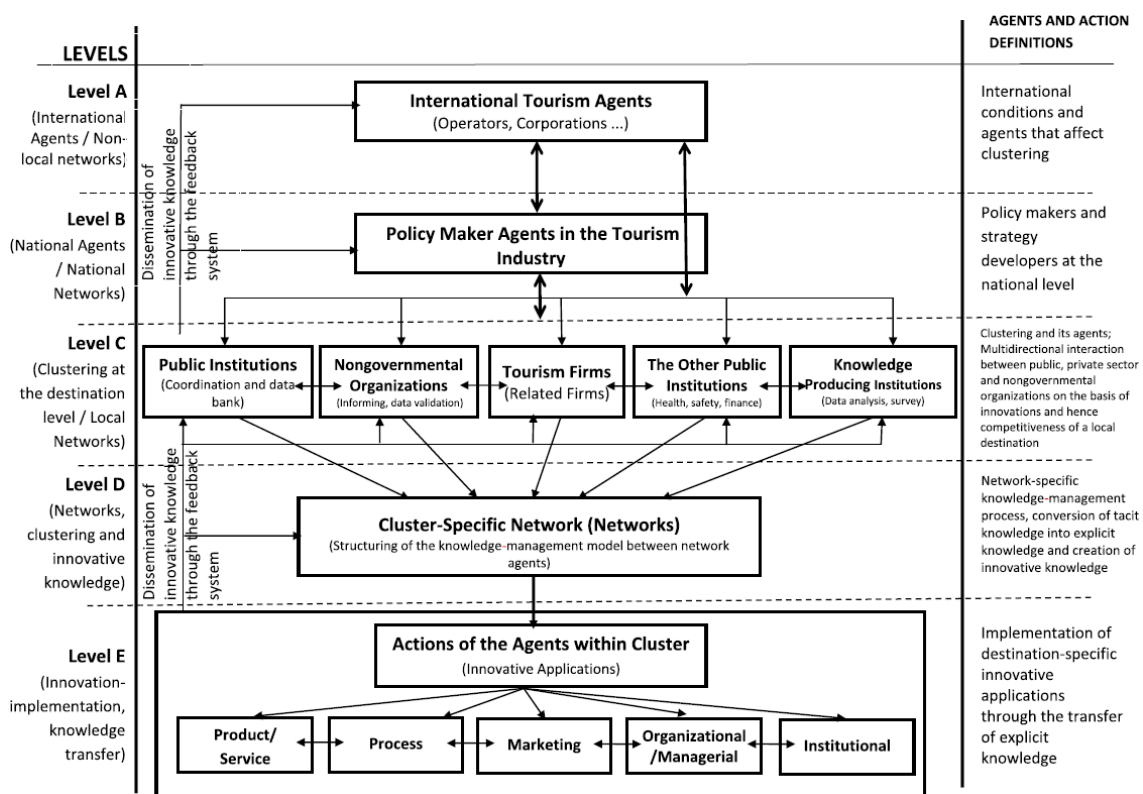 LEVELS
AGENTS AND ACTION
DEFINITIONS
Level A
(International
Agents / Non-
local networks)
International Tourism Agents
(Operators, Corporations ...)
International
conditions and
agents that affect
clustering
Dissemination of
innovative knowledge
through the feedback
system
Level B
(National Agents
/ National
Networks)
Policy Maker Agents in the Tourism
Industry
Policy makers and
strategy
developers at the
national level
Level C
(Clustering at
the destination
level / Local
Networks)
Public Institutions
(Coordination and data
bank)
Nongovernmental
Organizations
(Informing, data validation)
Tourism Firms
(Related Firms)
The Other Public
Institutions
(Health, safety, finance)
Knowledge
Producing Institutions
(Data analysis, survey)
Clustering and its agents;
Multidirectional interaction
between public, private sector
and nongovernmental
organizations on the basis of
innovations and hence
competitiveness of a local
destination
Dissemination of
innovative knowledge
through the feedback
system
Level D
(Networks,
clustering and
innovative
knowledge)
Cluster-Specific Network (Networks)
(Structuring of the knowledge-management model between network
agents)
Network-specific
knowledge-management
process, conversion of tacit
knowledge into explicit
knowledge and creation of
innovative knowledge
Level E
(Innovation-
implementation,
knowledge
transfer)
Actions of the Agents within Cluster
(Innovative Applications)
Product/
Service
Process
Marketing
Organizational
/Managerial
Institutional
Implementation of
destination-specific
innovative
applications
through the transfer
of explicit
knowledge